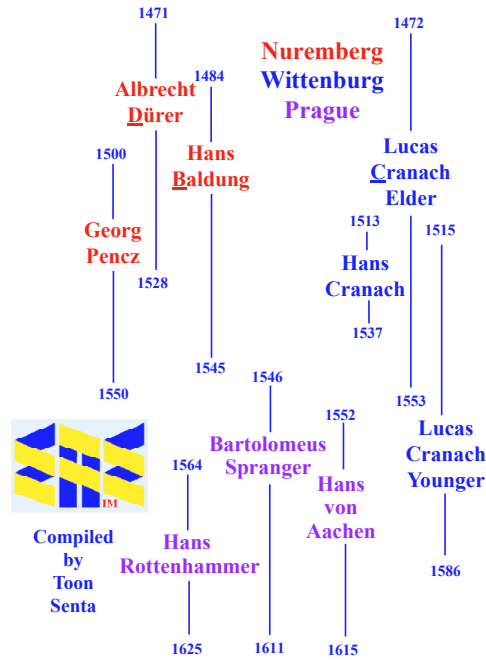 1471
Albrecht
Dürer
1528
1484
Hans
Baldung
1545
1500
Georg
Pencz
1550
Nuremberg
Wittenburg
Prague
1472
Lucas
Cranach
Elder
1553
1513
Hans
Cranach
1537
1515
Lucas
Cranach
Younger
1586
1546
Bartolomeus
Spranger
1611
1552
Hans
von
Aachen
1615
1564
Hans
Rottenhammer
1625
IM
Compiled
by
Toon
Senta